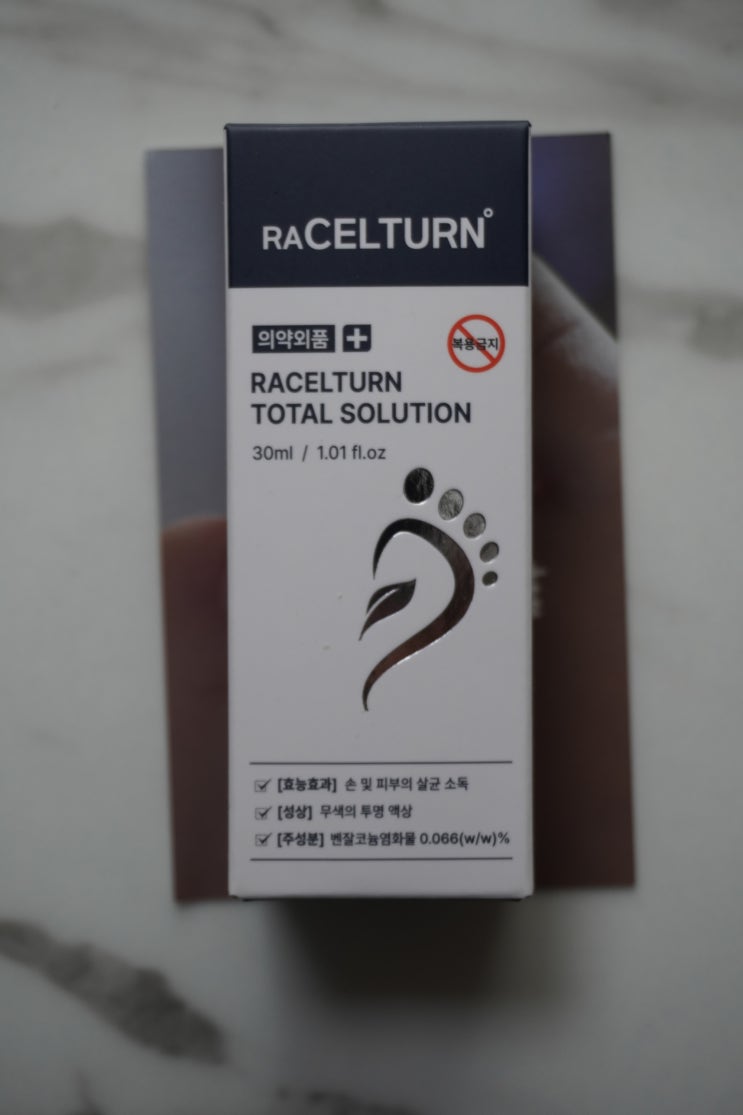 RACELTURN°
의약외품
복용금지
RACELTURN
TOTAL SOLUTION
30ml / 1.01 fl.oz
[효능효과] 손 및 피부의 살균 소독
[성상] 무색의 투명 액상
[주성분] 벤잘코늄염화물 0.066(w/w)%